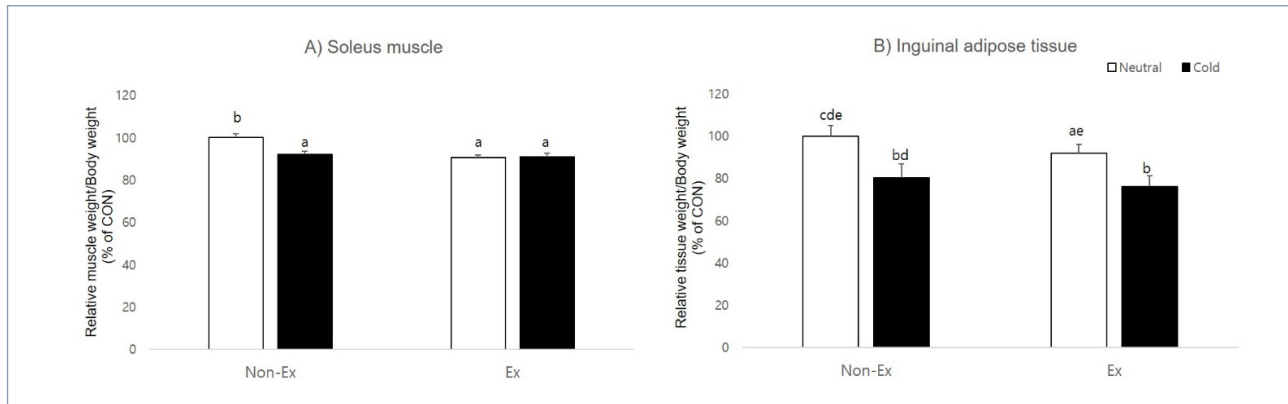 A) Soleus muscle
Relative muscle weight/Body weight
(% of CON)
120
100
80
60
40
20
0
b
a
a
a
Non-Ex
Ex
B) Inguinal adipose tissue
Neutral
Cold
Relative tissue weight/Body weight
(% of CON)
120
100
80
60
40
20
0
cde
bd
ae
b
Non-Ex
Ex